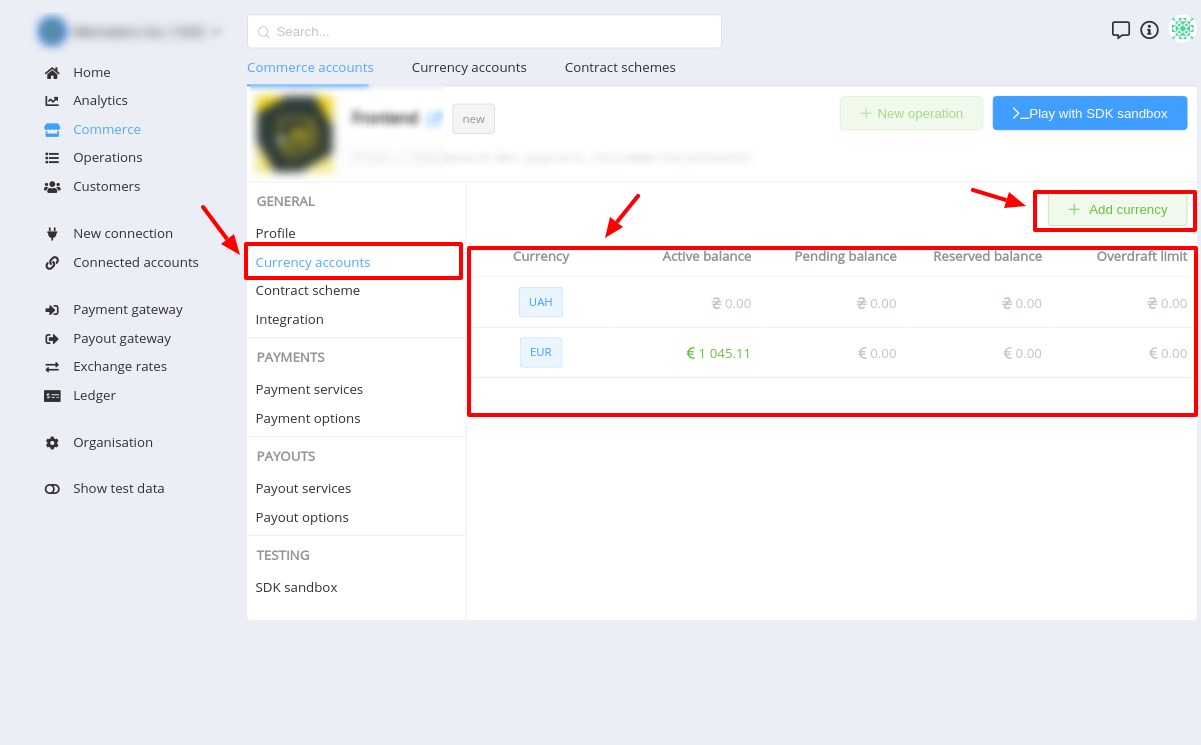 Search...
Home
Analytics
Commerce
Operations
Customers
New connection
Connected accounts
Payment gateway
Payout gateway
Exchange rates
Ledger
Organisation
Show test data
Commerce accounts Currency accounts Contract schemes
Frontend new + New operation >_Play with SDK sandbox
GENERAL
Profile
Currency accounts
Contract scheme
Integration
PAYMENTS
Payment services
Payment options
PAYOUTS
Payout services
Payout options
TESTING
SDK sandbox
+ Add currency
Currency Active balance Pending balance Reserved balance Overdraft limit
UAH ₴ 0.00 ₴ 0.00 ₴ 0.00 ₴ 0.00
EUR € 1 045.11 € 0.00 € 0.00 € 0.00